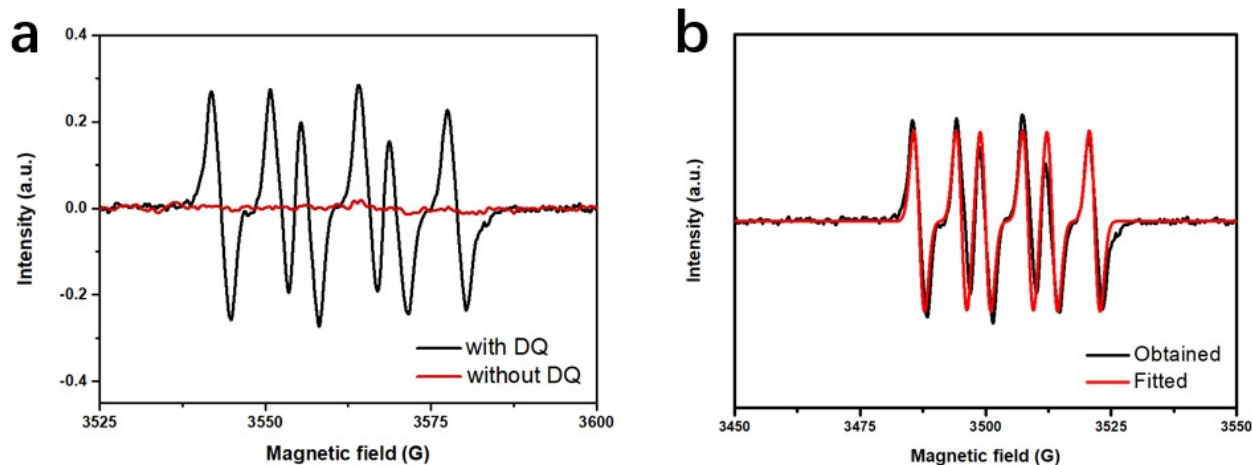 a
0.4
0.2
0.0
-0.2
-0.4
Intensity (a.u.)
with DQ
without DQ
3525
3550
3575
3600
Magnetic field (G)
b
Intensity (a.u.)
Obtained
Fitted
3450
3475
3500
3525
3550
Magnetic field (G)